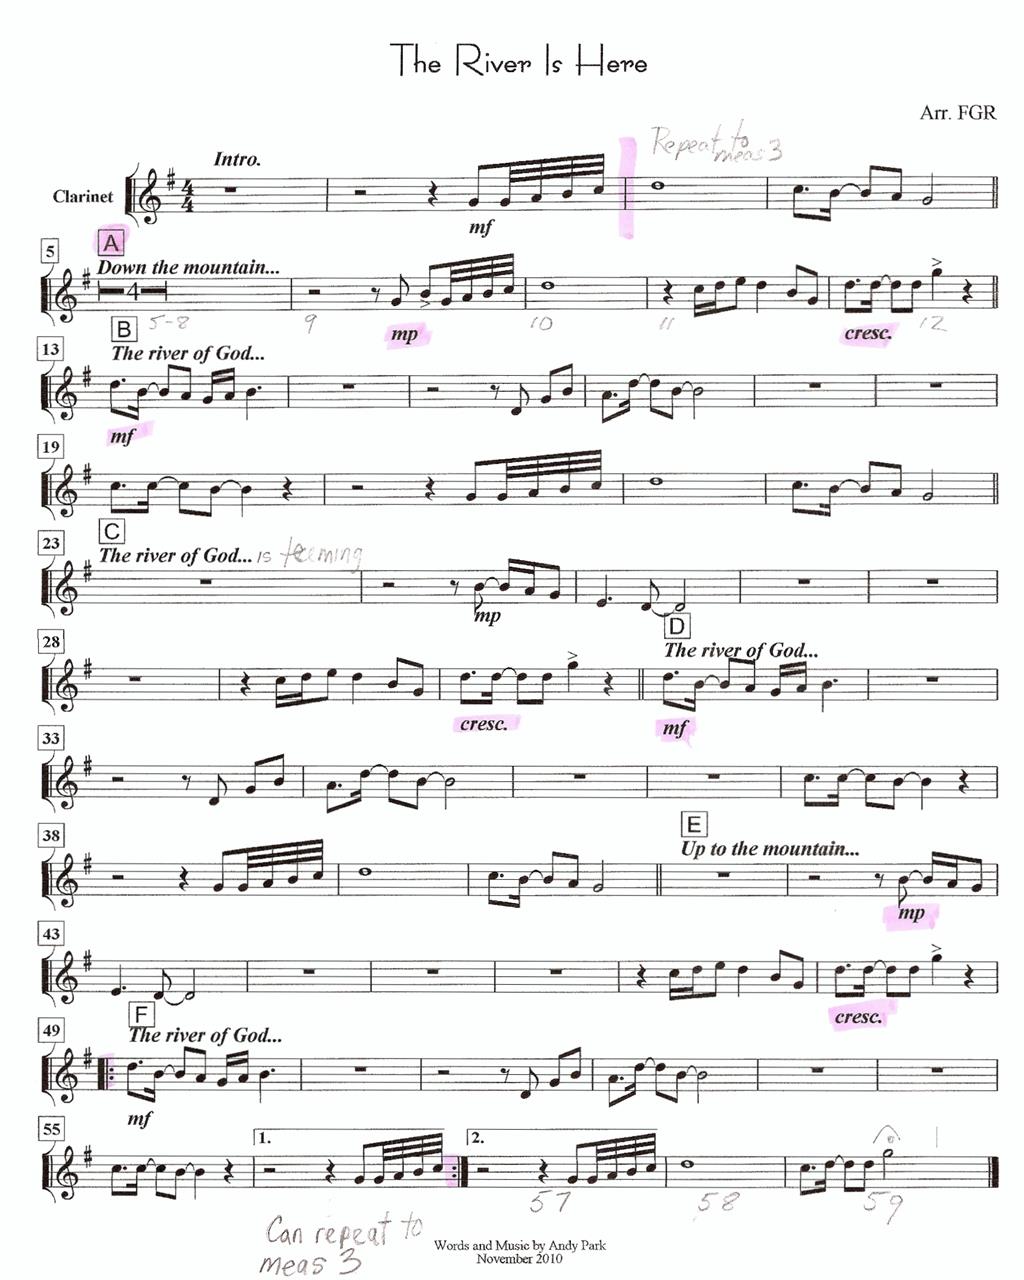 The River Is Here
Arr. FGR
Repeat to
meas 3
Intro.
Clarinet
mf
5
A
Down the mountain...
4
5-8
9
mp
10
11
cresc.
12
13
B
The river of God...
mf
19
23
C
The river of God... is teeming
mp
28
D
The river of God...
cresc.
mf
33
38
E
Up to the mountain...
mp
43
cresc.
49
F
The river of God...
mf
55
1.
2.
57
58
59
Can repeat to
meas 3
Words and Music by Andy Park
November 2010